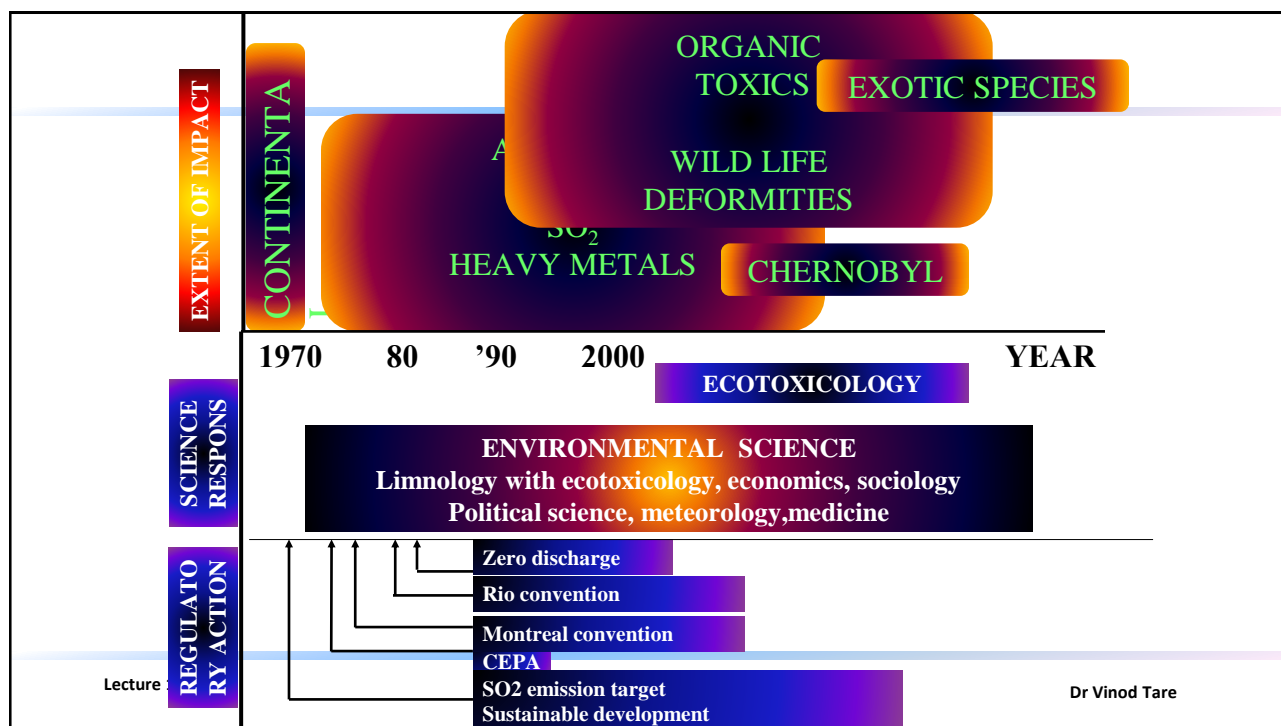 EXTENT OF IMPACT
CONTINENTA
ORGANIC
TOXICS
EXOTIC SPECIES
WILD LIFE
DEFORMITIES
A
SO₂
HEAVY METALS
CHERNOBYL
1970 80 ’90 2000 YEAR
ECOTOXICOLOGY
SCIENCE
RESPONS
ENVIRONMENTAL SCIENCE
Limnology with ecotoxicology, economics, sociology
Political science, meteorology,medicine
REGULATO
RY ACTION
Zero discharge
Rio convention
Montreal convention
CEPA
SO2 emission target
Sustainable development
Lecture
Dr Vinod Tare